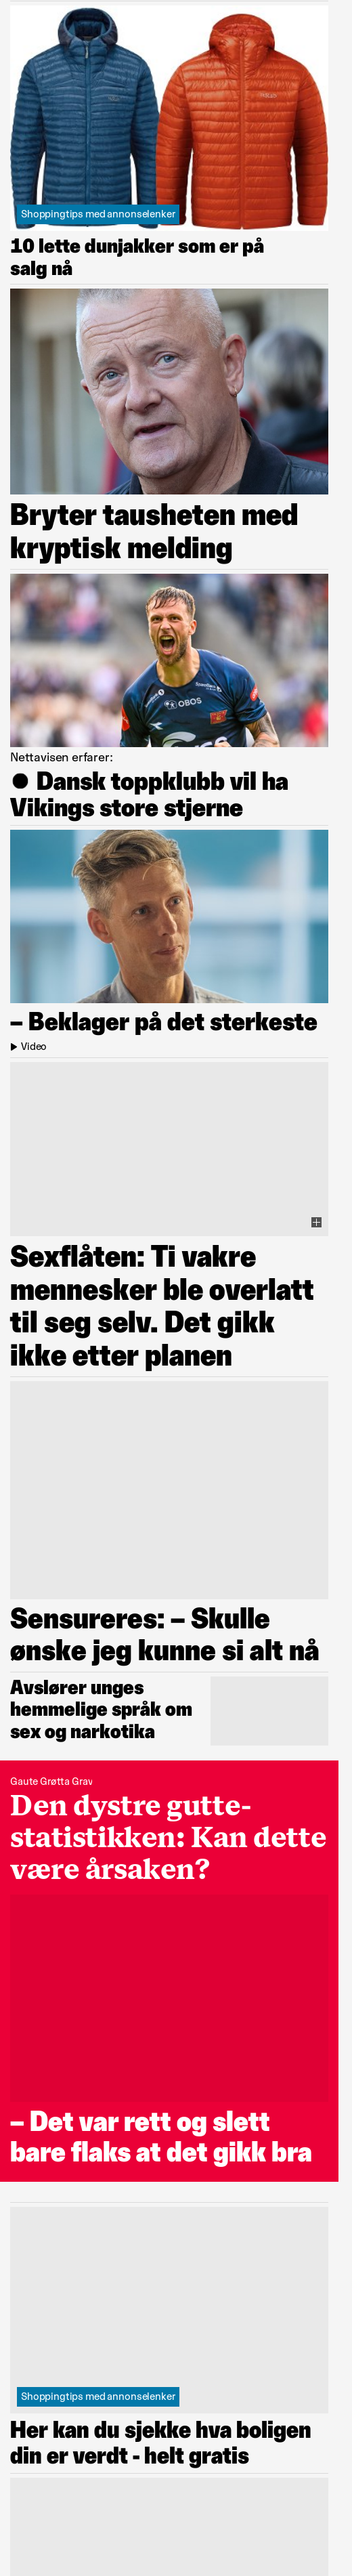 Shoppingtips med annonselenker
10 lette dunjakker som er på
salg nå
Bryter tausheten med
kryptisk melding
OBOS
Nettavisen erfarer:
● Dansk toppklubb vil ha
Vikings store stjerne
– Beklager på det sterkeste
Video
Sexflåten: Ti vakre
mennesker ble overlatt
til seg selv. Det gikk
ikke etter planen
Sensureres: – Skulle
ønske jeg kunne si alt nå
Avslører unges
hemmelige språk om
sex og narkotika
Gaute Grøtta Grav
Den dystre gutte-
statistikken: Kan dette
være årsaken?
– Det var rett og slett
bare flaks at det gikk bra
Shoppingtips med annonselenker
Her kan du sjekke hva boligen
din er verdt - helt gratis